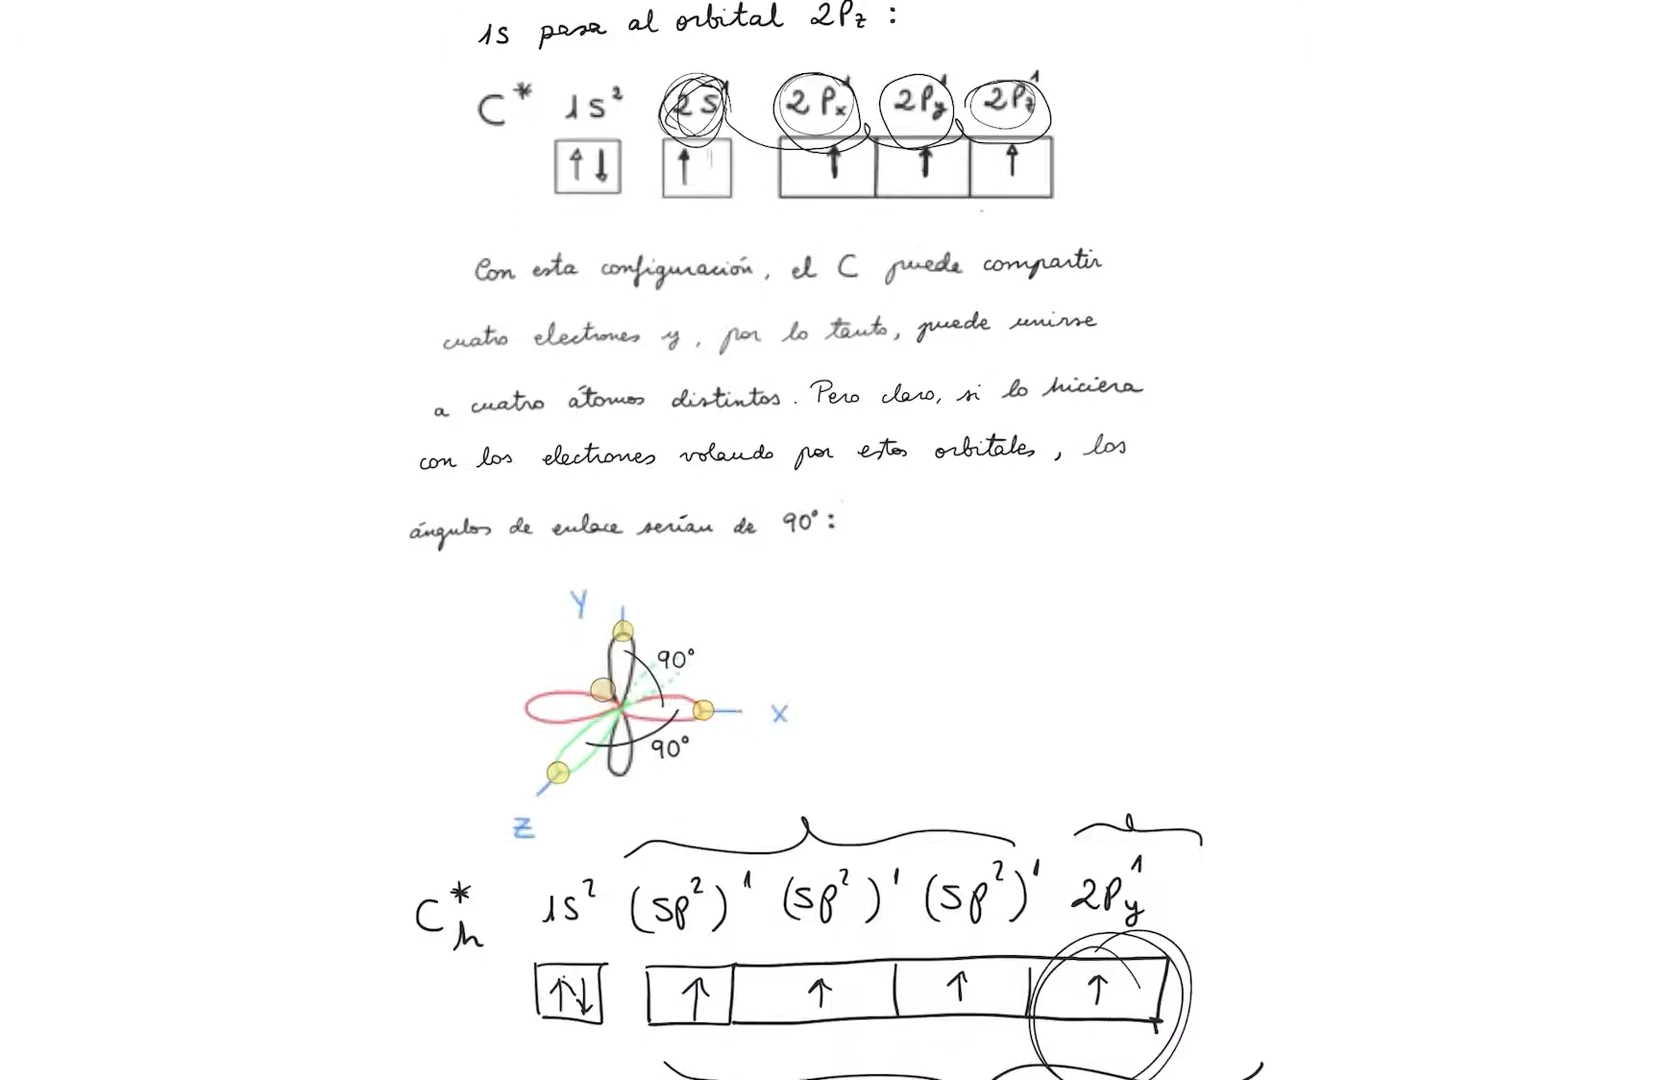 1s pasa al orbital 2Pz :
C* 1s² 2s¹ 2Px¹ 2Py¹ 2Pz¹
↑↓ ↑ ↑ ↑ ↑
Con esta configuración, el C puede compartir
cuatro electrones y, por lo tanto, puede unirse
a cuatro átomos distintos. Pero claro, si lo hiciera
con los electrones volando por estos orbitales, los
ángulos de enlace serían de 90°:
Y
90°
X
90°
Z
C*h 1s² (sp²)¹ (sp²)¹ (sp²)¹ 2Py¹
↑↓ ↑ ↑ ↑ ↑